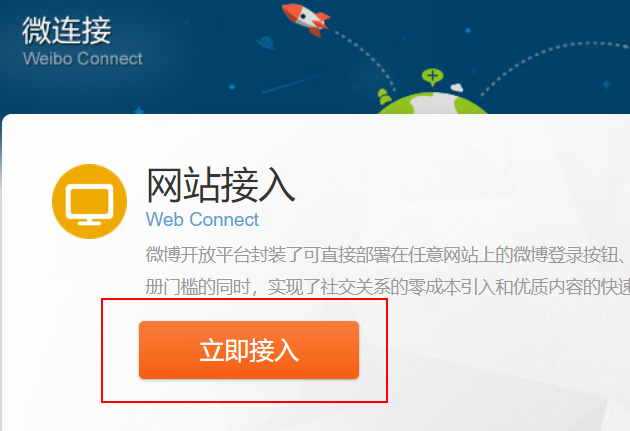 微连接
Weibo Connect
网站接入
Web Connect
微博开放平台封装了可直接部署在任意网站上的微博登录按钮、
册门槛的同时，实现了社交关系的零成本引入和优质内容的快速
立即接入